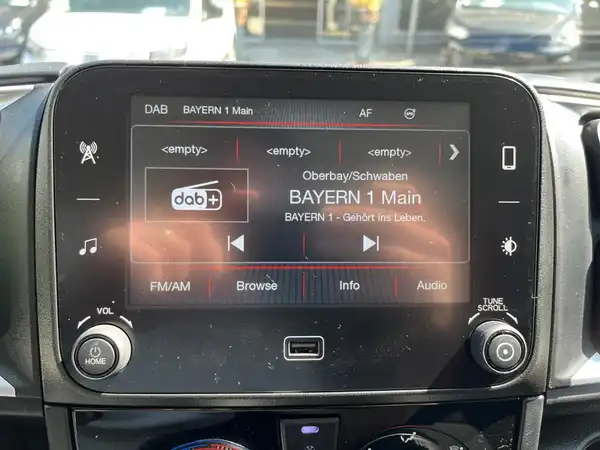 DAB BAYERN 1 Main AF
<empty> <empty> <empty>
Oberbay/Schwaben
dab+
BAYERN 1 Main
BAYERN 1 - Gehört ins Leben.
FM/AM Browse Info Audio
VOL
TUNE
SCROLL
HOME